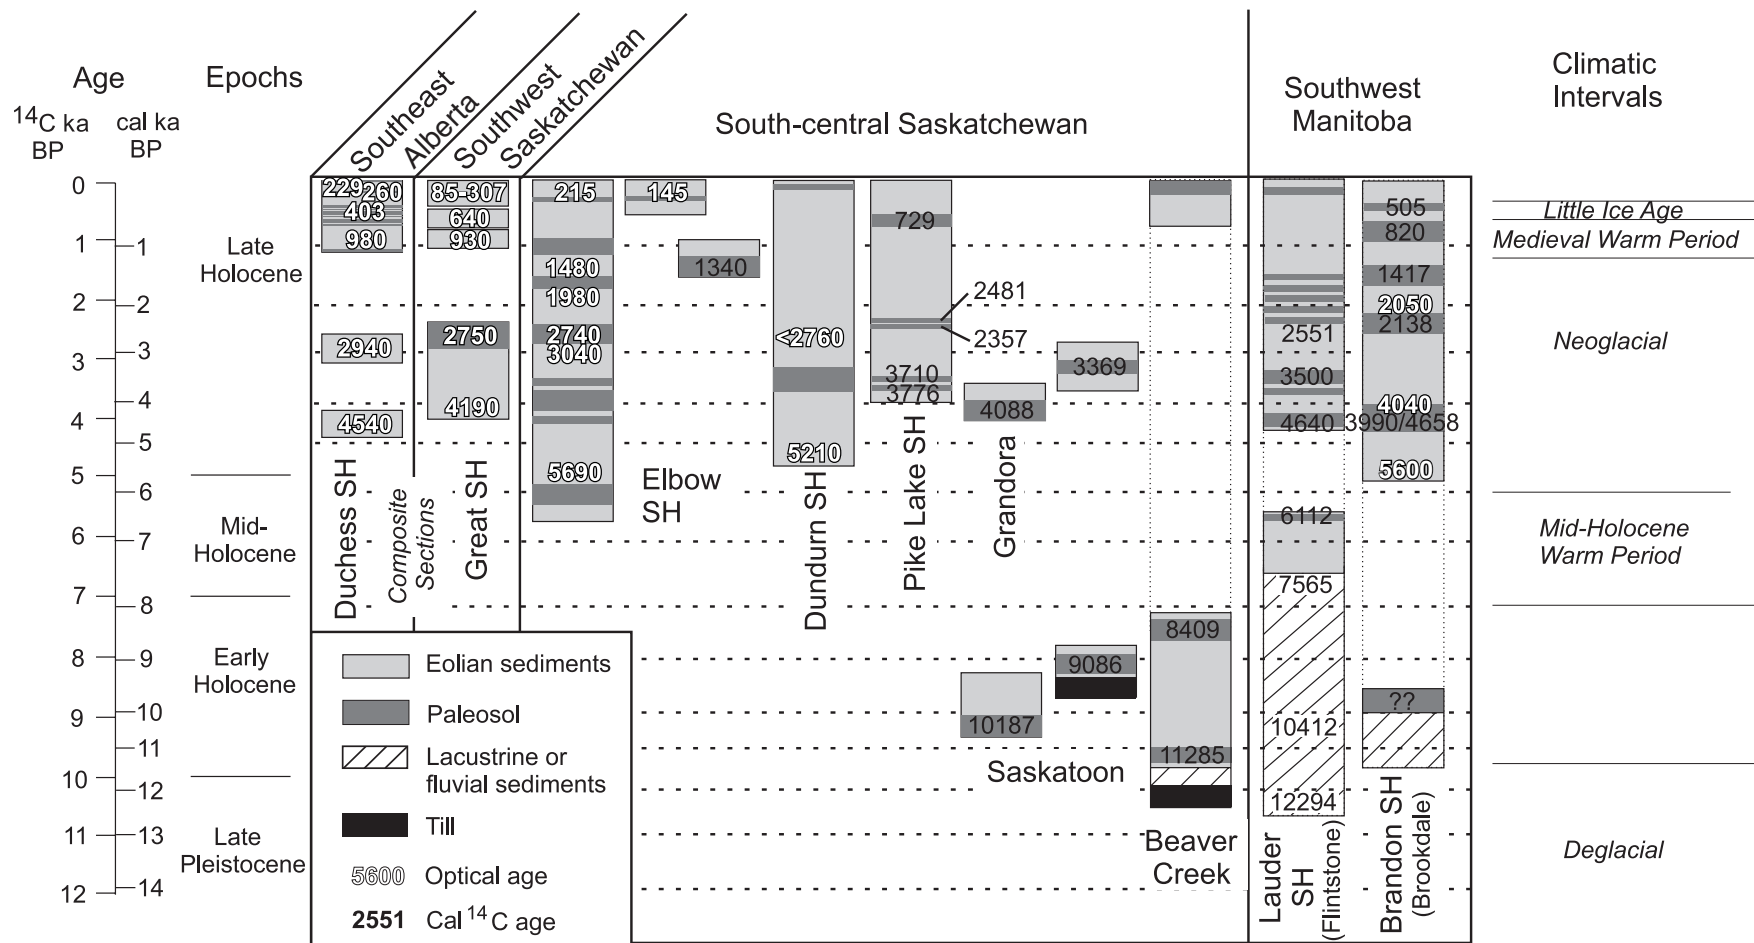 Age
14C ka
BP
cal ka
BP
Epochs
Southeast
Alberta
Southwest
Saskatchewan
South-central Saskatchewan
Southwest
Manitoba
Climatic
Intervals
0
1
2
3
4
5
6
7
8
9
10
11
12
1
2
3
4
5
6
7
8
9
10
11
12
13
14
Late
Holocene
Mid-
Holocene
Early
Holocene
Late
Pleistocene
229
260
403
980
2940
4540
Duchess SH
Composite
Sections
85-307
640
930
2750
4190
Great SH
215
1480
1980
2740
3040
5690
145
1340
Elbow
SH
<2760
5210
Dundurn SH
729
2481
2357
3710
3776
Pike Lake SH
4088
Grandora
3369
10187
9086
Saskatoon
8409
11285
Beaver
Creek
2551
3500
4640
6112
7565
10412
12294
Lauder
SH
(Flintstone)
505
820
1417
2050
2138
4040
3990/4658
5600
??
Brandon SH
(Brookdale)
Little Ice Age
Medieval Warm Period
Neoglacial
Mid-Holocene
Warm Period
Deglacial
Eolian sediments
Paleosol
Lacustrine or
fluvial sediments
Till
5600 Optical age
2551 Cal 14C age